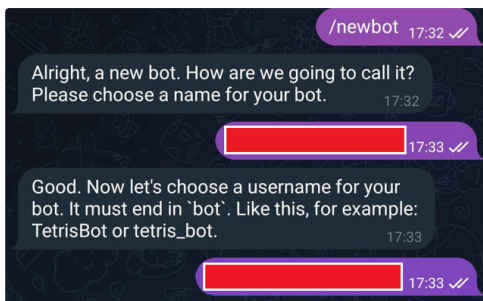 /newbot 17:32
Alright, a new bot. How are we going to call it?
Please choose a name for your bot. 17:32
17:33
Good. Now let's choose a username for your
bot. It must end in `bot`. Like this, for example:
TetrisBot or tetris_bot. 17:33
17:33